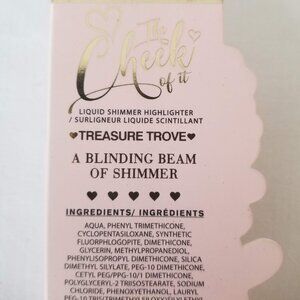 The
Cheek
of it
LIQUID SHIMMER HIGHLIGHTER
/ SURLIGNEUR LIQUIDE SCINTILLANT
♥TREASURE TROVE♥
A BLINDING BEAM
OF SHIMMER
♥ ♥ ♥ ♥ ♥
INGREDIENTS/ INGRÉDIENTS
AQUA, PHENYL TRIMETHICONE,
CYCLOPENTASILOXANE, SYNTHETIC
FLUORPHLOGOPITE, DIMETHICONE,
GLYCERIN, METHYLPROPANEDIOL,
PHENYLISOPROPYL DIMETHICONE, SILICA
DIMETHYL SILYLATE, PEG-10 DIMETHICONE,
CETYL PEG/PPG-10/1 DIMETHICONE,
POLYGLYCERYL-2 TRIISOSTEARATE, SODIUM
CHLORIDE, PHENOXYETHANOL, LAURYL